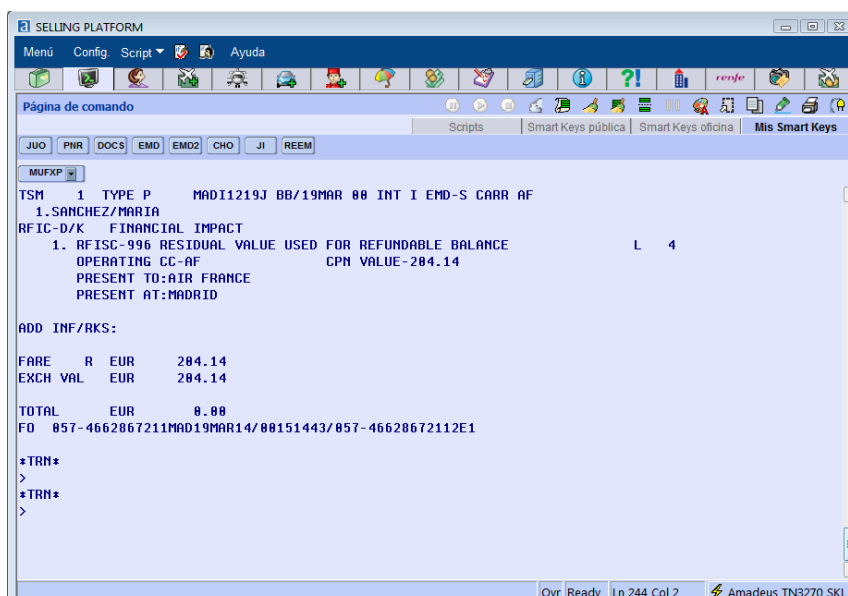 SELLING PLATFORM
Menú Config. Script Ayuda
?! renfe
Página de comando
Scripts Smart Keys pública Smart Keys oficina Mis Smart Keys
JUO PNR DOCS EMD EMD2 CHO JI REEM
MUFXP
TSM 1 TYPE P MADI1219J BB/19MAR 00 INT I EMD-S CARR AF
1.SANCHEZ/MARIA
RFIC-D/K FINANCIAL IMPACT
1. RFISC-996 RESIDUAL VALUE USED FOR REFUNDABLE BALANCE L 4
OPERATING CC-AF CPN VALUE-204.14
PRESENT TO:AIR FRANCE
PRESENT AT:MADRID
ADD INF/RKS:
FARE R EUR 204.14
EXCH VAL EUR 204.14
TOTAL EUR 0.00
FO 057-4662867211MAD19MAR14/00151443/057-46628672112E1
*TRN*
>
*TRN*
>
Ovr Ready Ln 244 Col 2 Amadeus TN3270 SKL